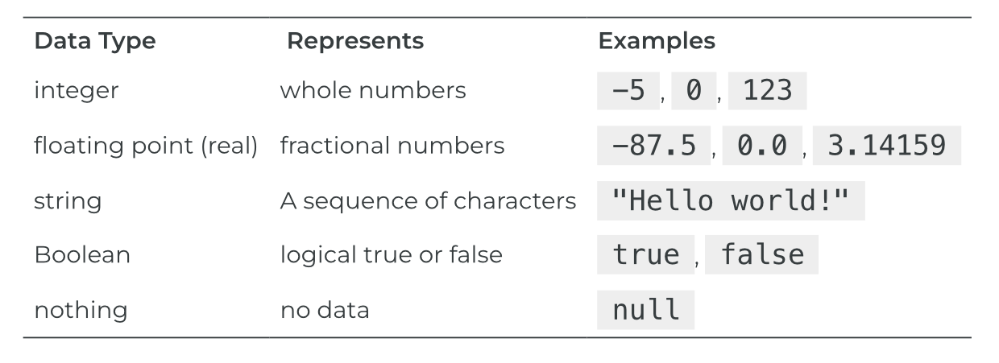 Data Type Represents Examples
integer whole numbers -5 , 0 , 123
floating point (real) fractional numbers -87.5 , 0.0 , 3.14159
string A sequence of characters "Hello world!"
Boolean logical true or false true , false
nothing no data null